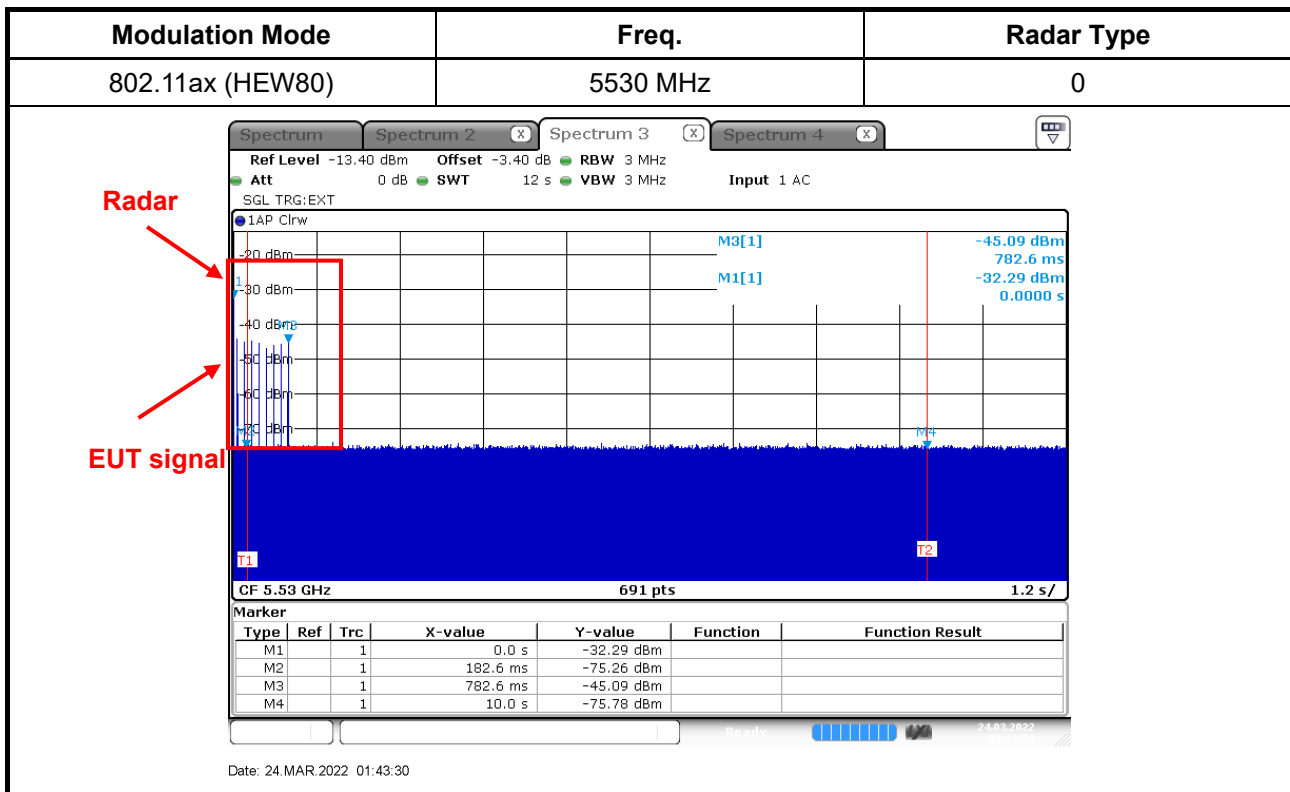 Modulation Mode Freq. Radar Type
802.11ax (HEW80) 5530 MHz 0
Spectrum Spectrum 2 X Spectrum 3 X Spectrum 4 X
Ref Level -13.40 dBm Offset -3.40 dB RBW 3 MHz
Att 0 dB SWT 12 s VBW 3 MHz Input 1 AC
SGL TRG:EXT
Radar
1AP Clrw
M3[1] -45.09 dBm
-20 dBm
782.6 ms
M1[1] -32.29 dBm
1
-30 dBm
0.0000 s
-40 dBm M3
-50 dBm
-60 dBm
-70 dBm
M2 M4
EUT signal
T1 T2
CF 5.53 GHz 691 pts 1.2 s/
Marker
Type Ref Trc X-value Y-value Function Function Result
M1 1 0.0 s -32.29 dBm
M2 1 182.6 ms -75.26 dBm
M3 1 782.6 ms -45.09 dBm
M4 1 10.0 s -75.78 dBm
Ready LXI 24.03.2022
Date: 24.MAR.2022 01:43:30